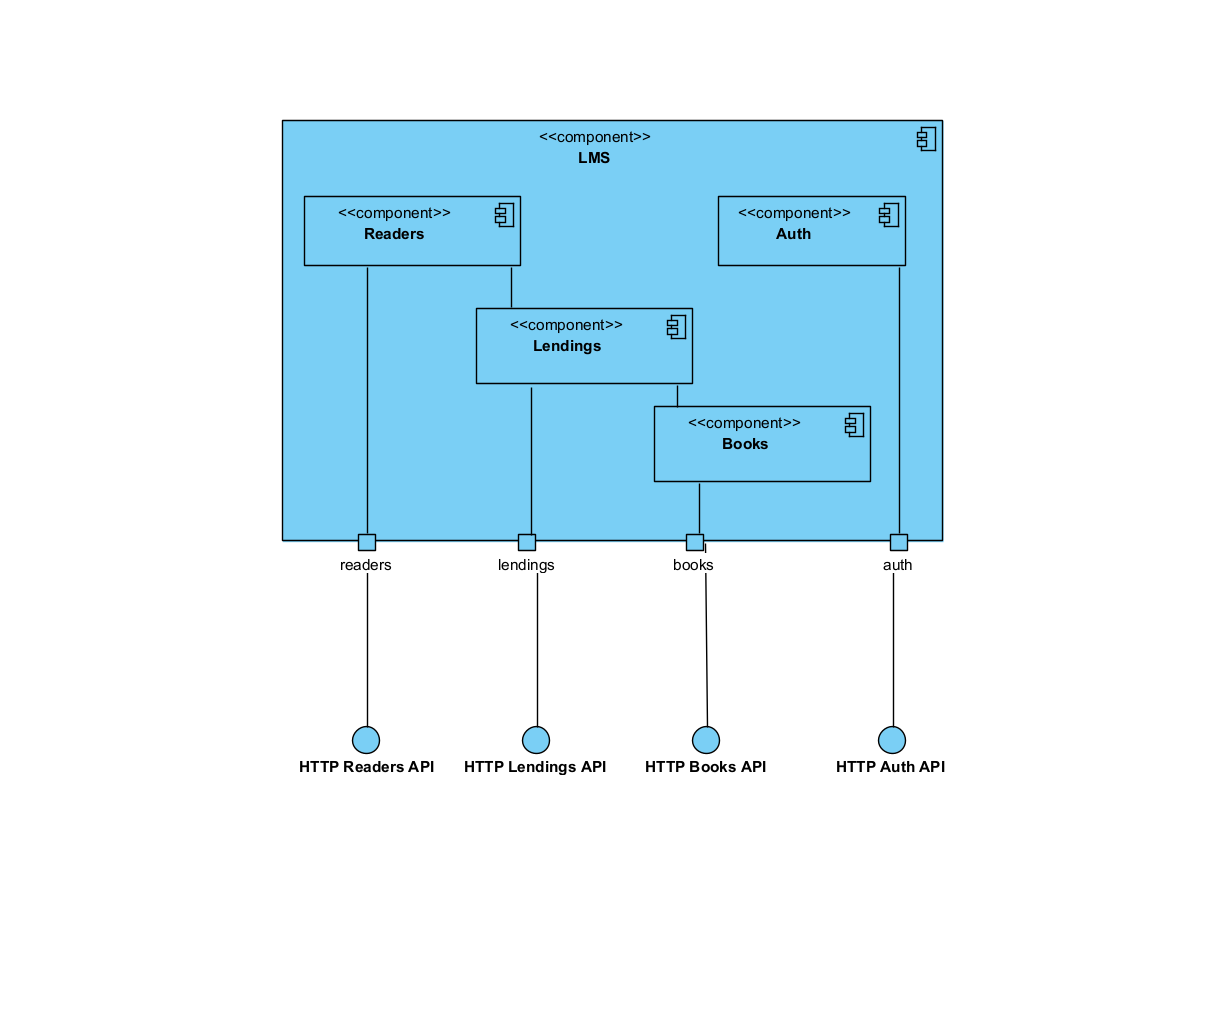 <<component>>
LMS
<<component>>
Readers
<<component>>
Auth
<<component>>
Lendings
<<component>>
Books
readers
lendings
books
auth
HTTP Readers API
HTTP Lendings API
HTTP Books API
HTTP Auth API